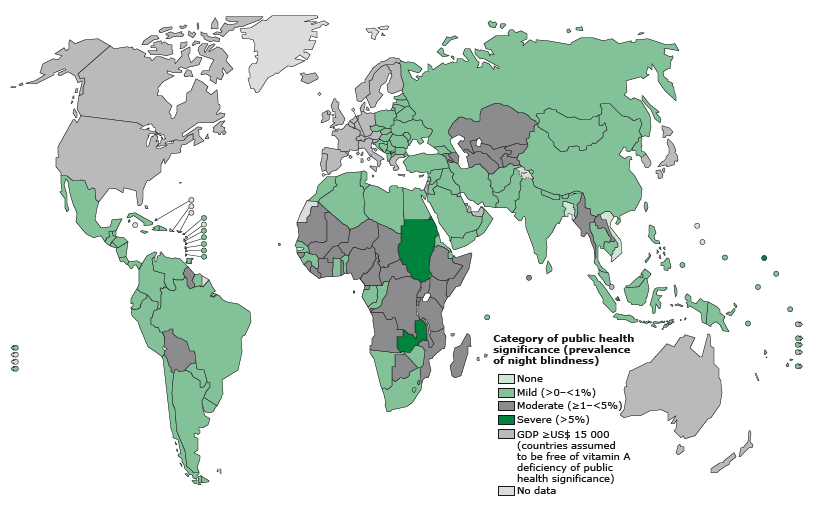 Category of public health
significance (prevalence
of night blindness)
None
Mild (>0–<1%)
Moderate (≥1–<5%)
Severe (>5%)
GDP ≥US$ 15 000
(countries assumed
to be free of vitamin A
deficiency of public
health significance)
No data